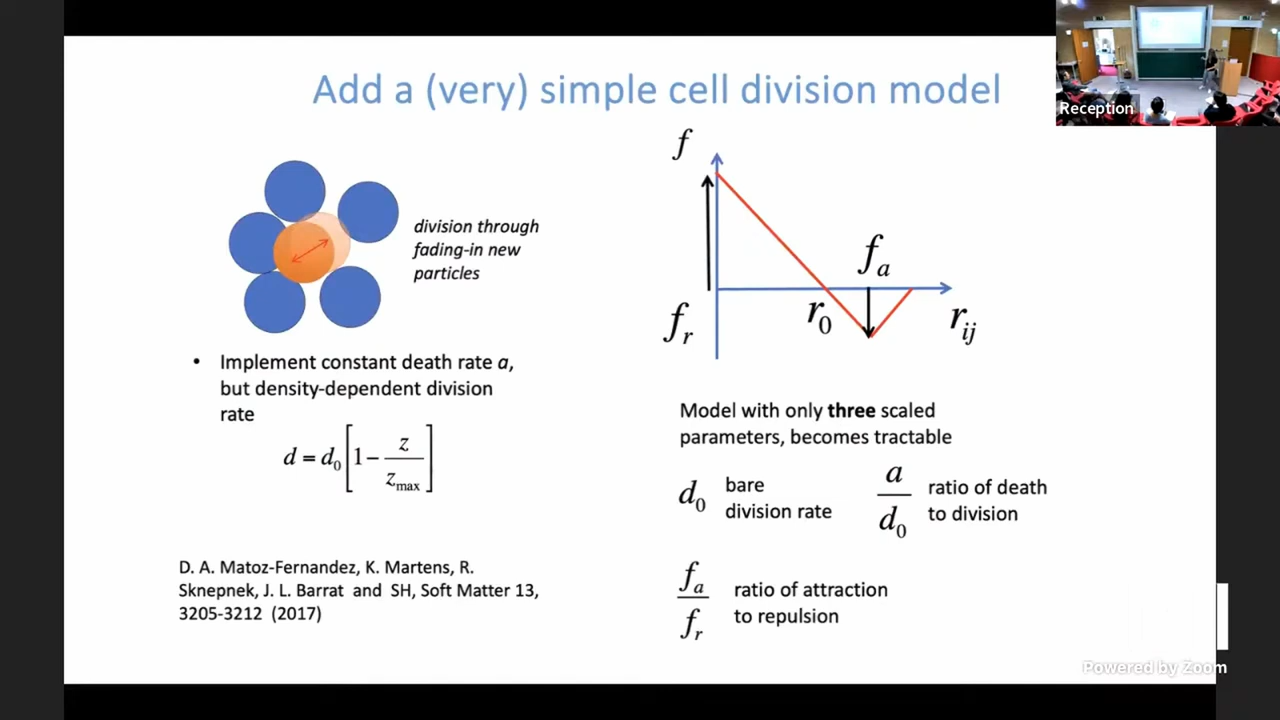 Add a (very) simple cell division model
Reception
division through
fading-in new
particles
f
f_r
r_0
f_a
r_ij
• Implement constant death rate a,
but density-dependent division
rate
d = d_0 [1 − z / z_max]
D. A. Matoz-Fernandez, K. Martens, R.
Sknepnek, J. L. Barrat and SH, Soft Matter 13,
3205-3212 (2017)
Model with only three scaled
parameters, becomes tractable
d_0 bare
division rate
a / d_0 ratio of death
to division
f_a / f_r ratio of attraction
to repulsion
Powered by Zoom